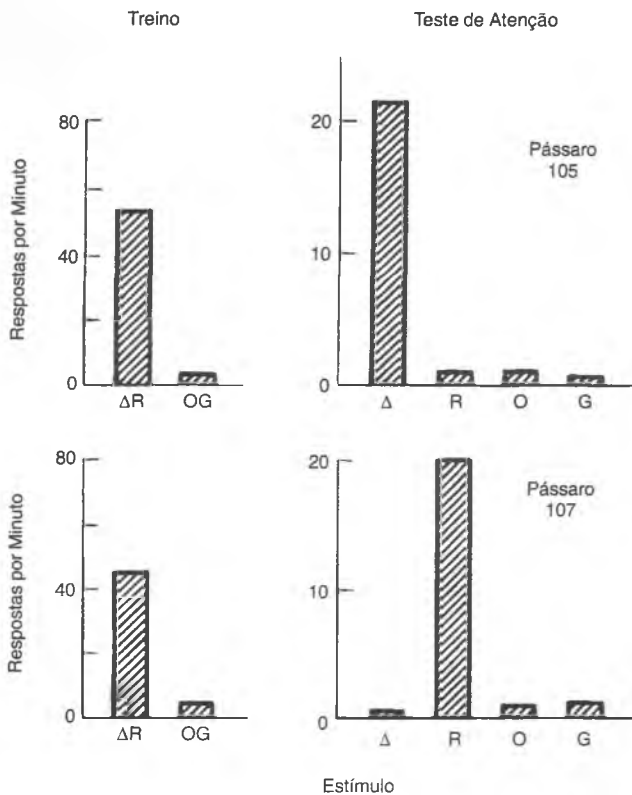 Treino
Teste de Atenção
Respostas por Minuto
80
40
0
ΔR OG
20
10
0
Pássaro
105
Δ R O G
Respostas por Minuto
80
40
0
ΔR OG
20
10
0
Pássaro
107
Δ R O G
Estímulo